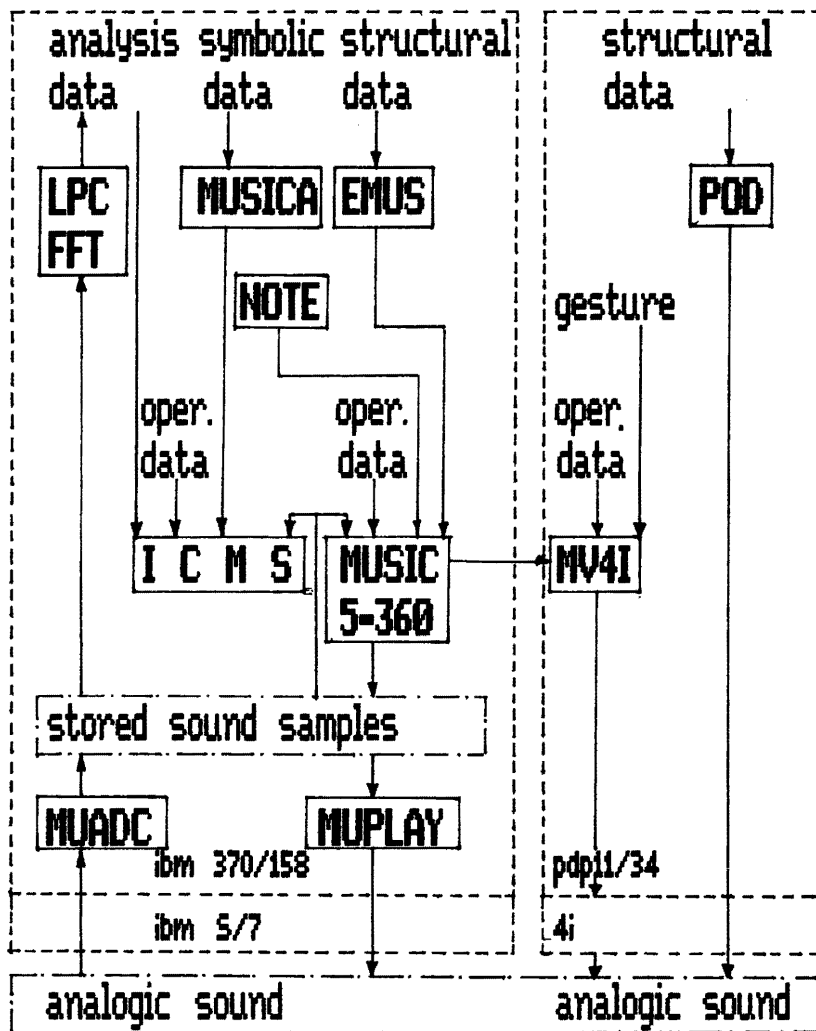 analysis symbolic structural
data data data
structural
data
LPC
FFT
MUSICA
EMUS
POD
NOTE
gesture
oper.
data
oper.
data
oper.
data
I C M S
MUSIC
5-360
MV4I
stored sound samples
MUADC
MUPLAY
ibm 370/158
pdp11/34
ibm S/7
4i
analogic sound
analogic sound